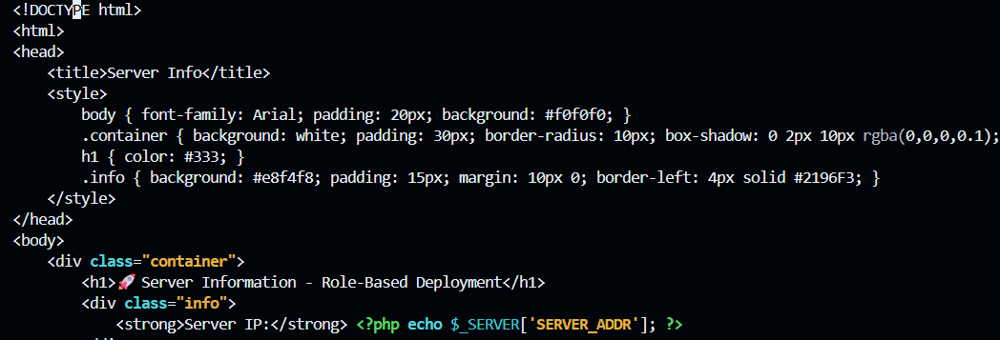 <!DOCTYPE html>
<html>
<head>
    <title>Server Info</title>
    <style>
        body { font-family: Arial; padding: 20px; background: #f0f0f0; }
        .container { background: white; padding: 30px; border-radius: 10px; box-shadow: 0 2px 10px rgba(0,0,0,0.1);
        h1 { color: #333; }
        .info { background: #e8f4f8; padding: 15px; margin: 10px 0; border-left: 4px solid #2196F3; }
    </style>
</head>
<body>
    <div class="container">
        <h1>🚀 Server Information - Role-Based Deployment</h1>
        <div class="info">
            <strong>Server IP:</strong> <?php echo $_SERVER['SERVER_ADDR']; ?>